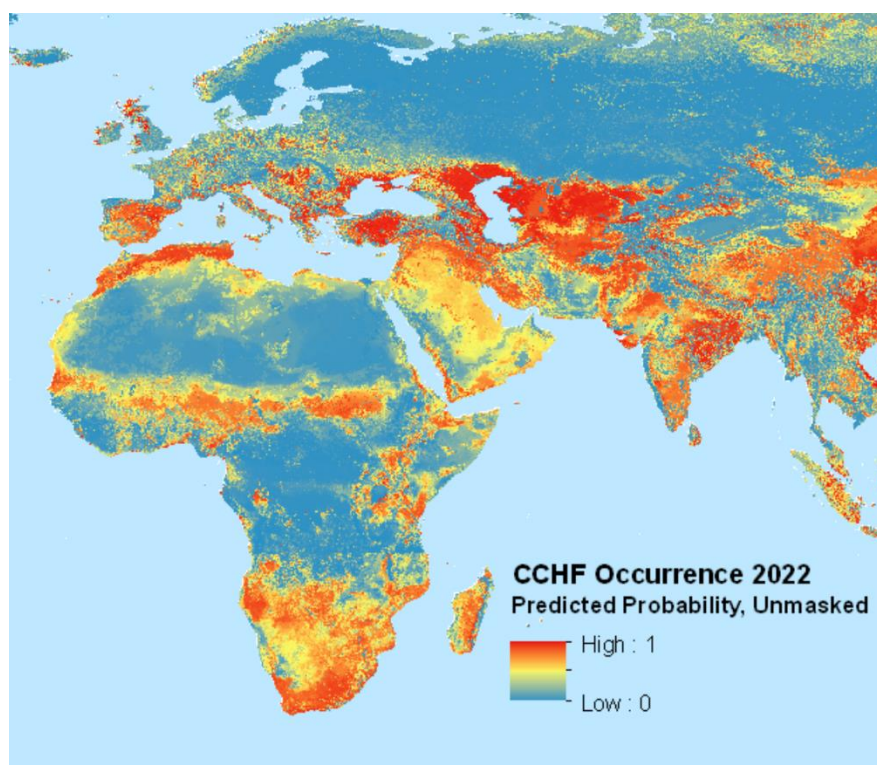 CCHF Occurrence 2022
Predicted Probability, Unmasked
High : 1
Low : 0